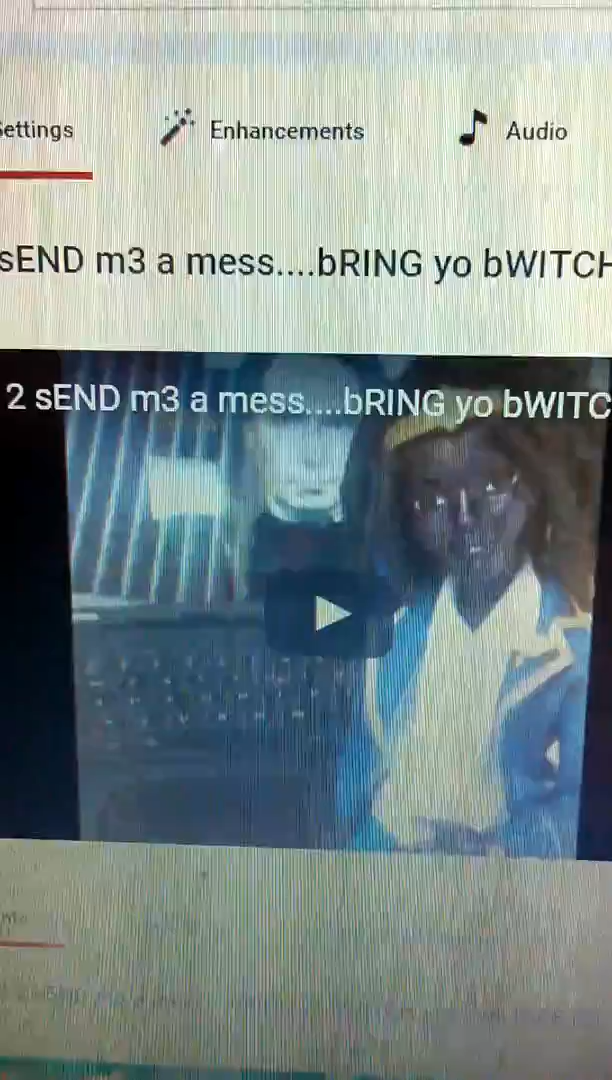 Settings Enhancements Audio
sEND m3 a mess....bRING yo bWITCH
2 sEND m3 a mess....bRING yo bWITC